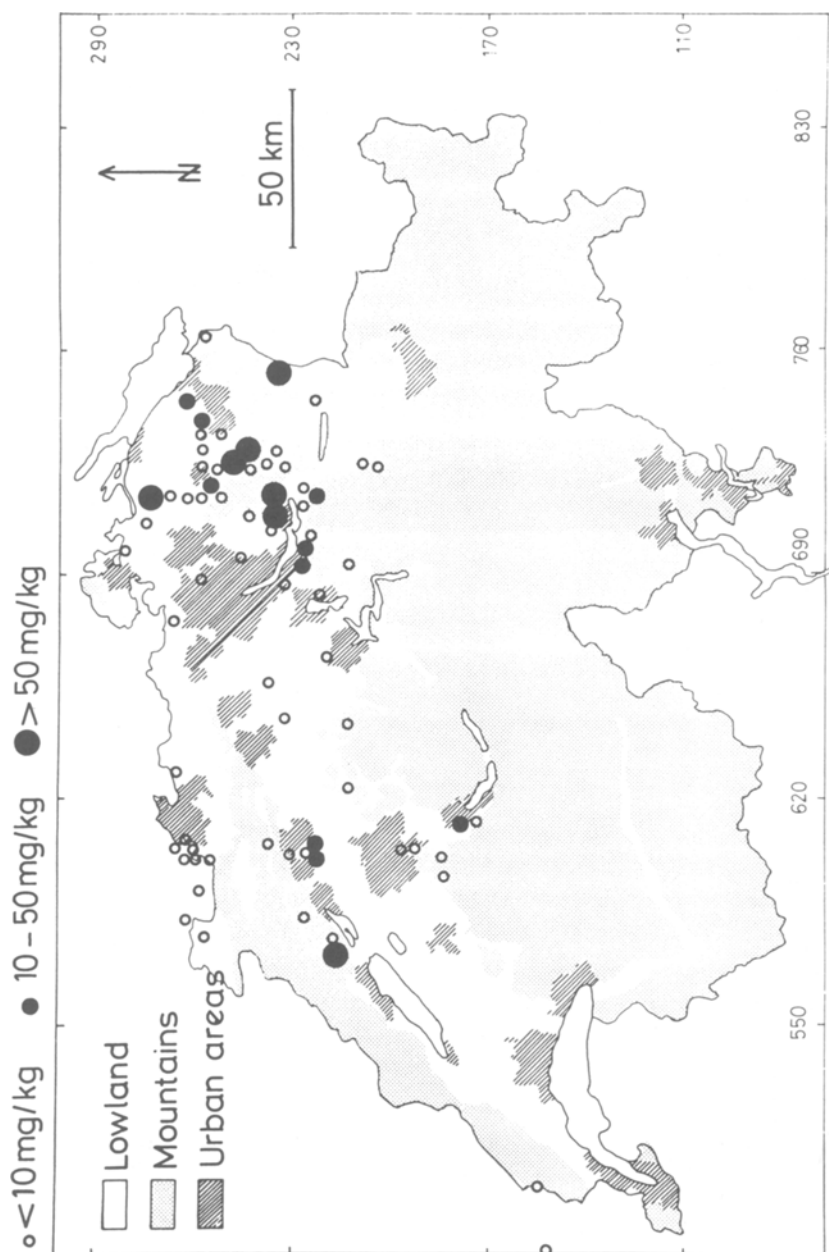 ○ <10 mg/kg ● 10 – 50 mg/kg ● > 50 mg/kg
Lowland
Mountains
Urban areas
N
50 km
290
230
170
110
550
620
690
760
830